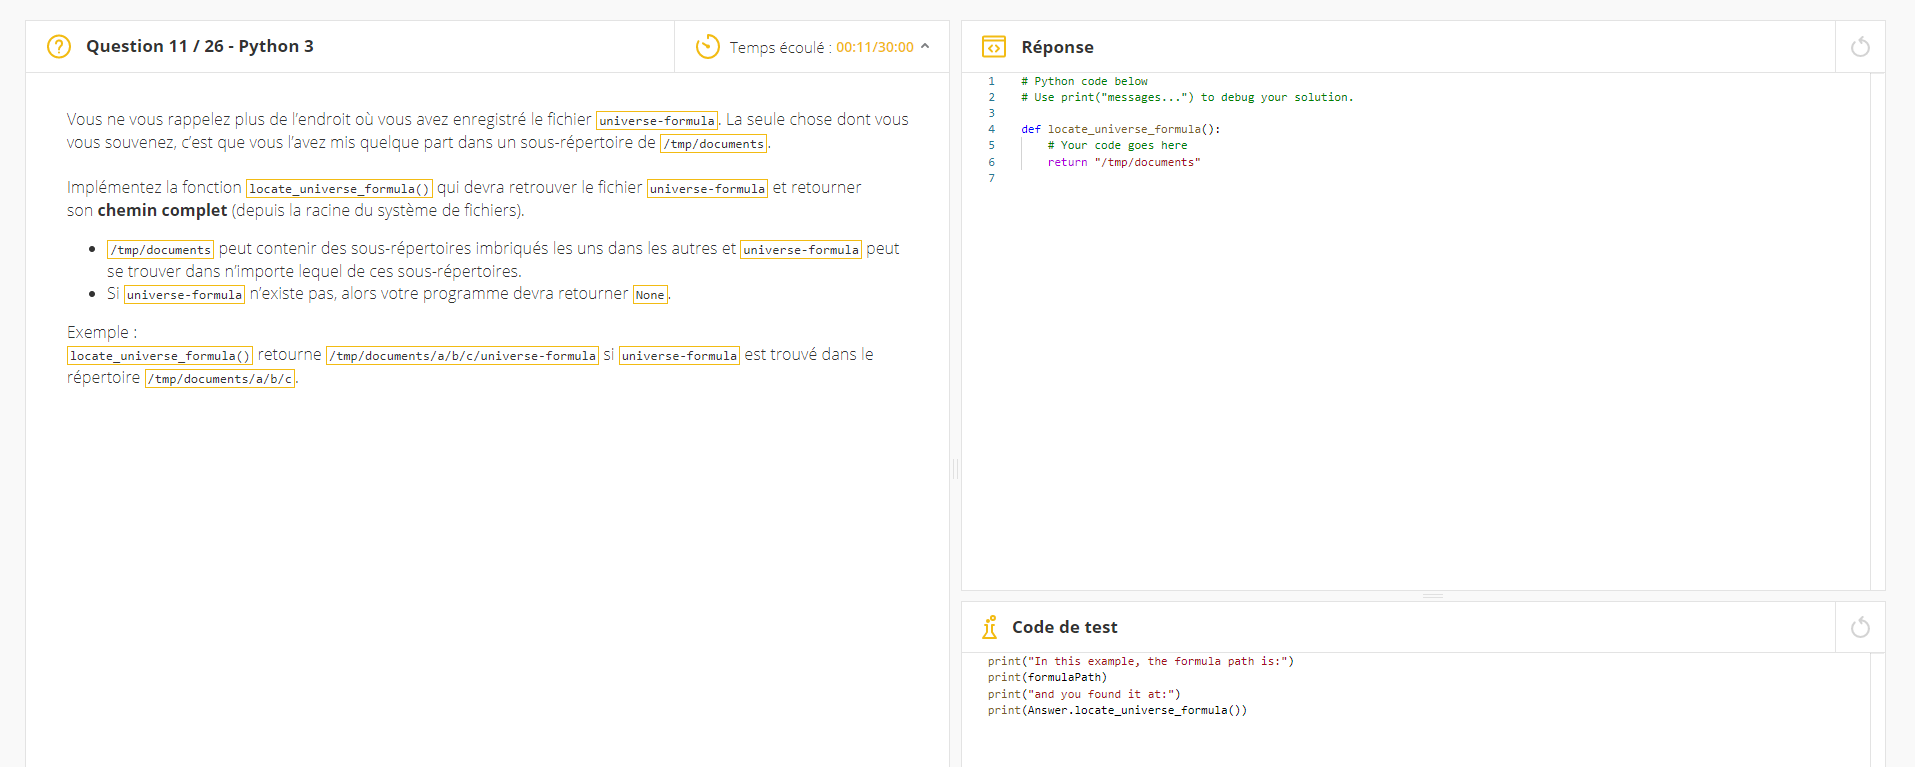 Question 11 / 26 - Python 3
Temps écoulé : 00:11/30:00
Vous ne vous rappelez plus de l’endroit où vous avez enregistré le fichier universe-formula. La seule chose dont vous
vous souvenez, c’est que vous l’avez mis quelque part dans un sous-répertoire de /tmp/documents.
Implémentez la fonction locate_universe_formula() qui devra retrouver le fichier universe-formula et retourner
son chemin complet (depuis la racine du système de fichiers).
• /tmp/documents peut contenir des sous-répertoires imbriqués les uns dans les autres et universe-formula peut
se trouver dans n’importe lequel de ces sous-répertoires.
• Si universe-formula n’existe pas, alors votre programme devra retourner None.
Exemple :
locate_universe_formula() retourne /tmp/documents/a/b/c/universe-formula si universe-formula est trouvé dans le
répertoire /tmp/documents/a/b/c.
Réponse
1 # Python code below
2 # Use print("messages...") to debug your solution.
3
4 def locate_universe_formula():
5     # Your code goes here
6     return "/tmp/documents"
7
Code de test
print("In this example, the formula path is:")
print(formulaPath)
print("and you found it at:")
print(Answer.locate_universe_formula())